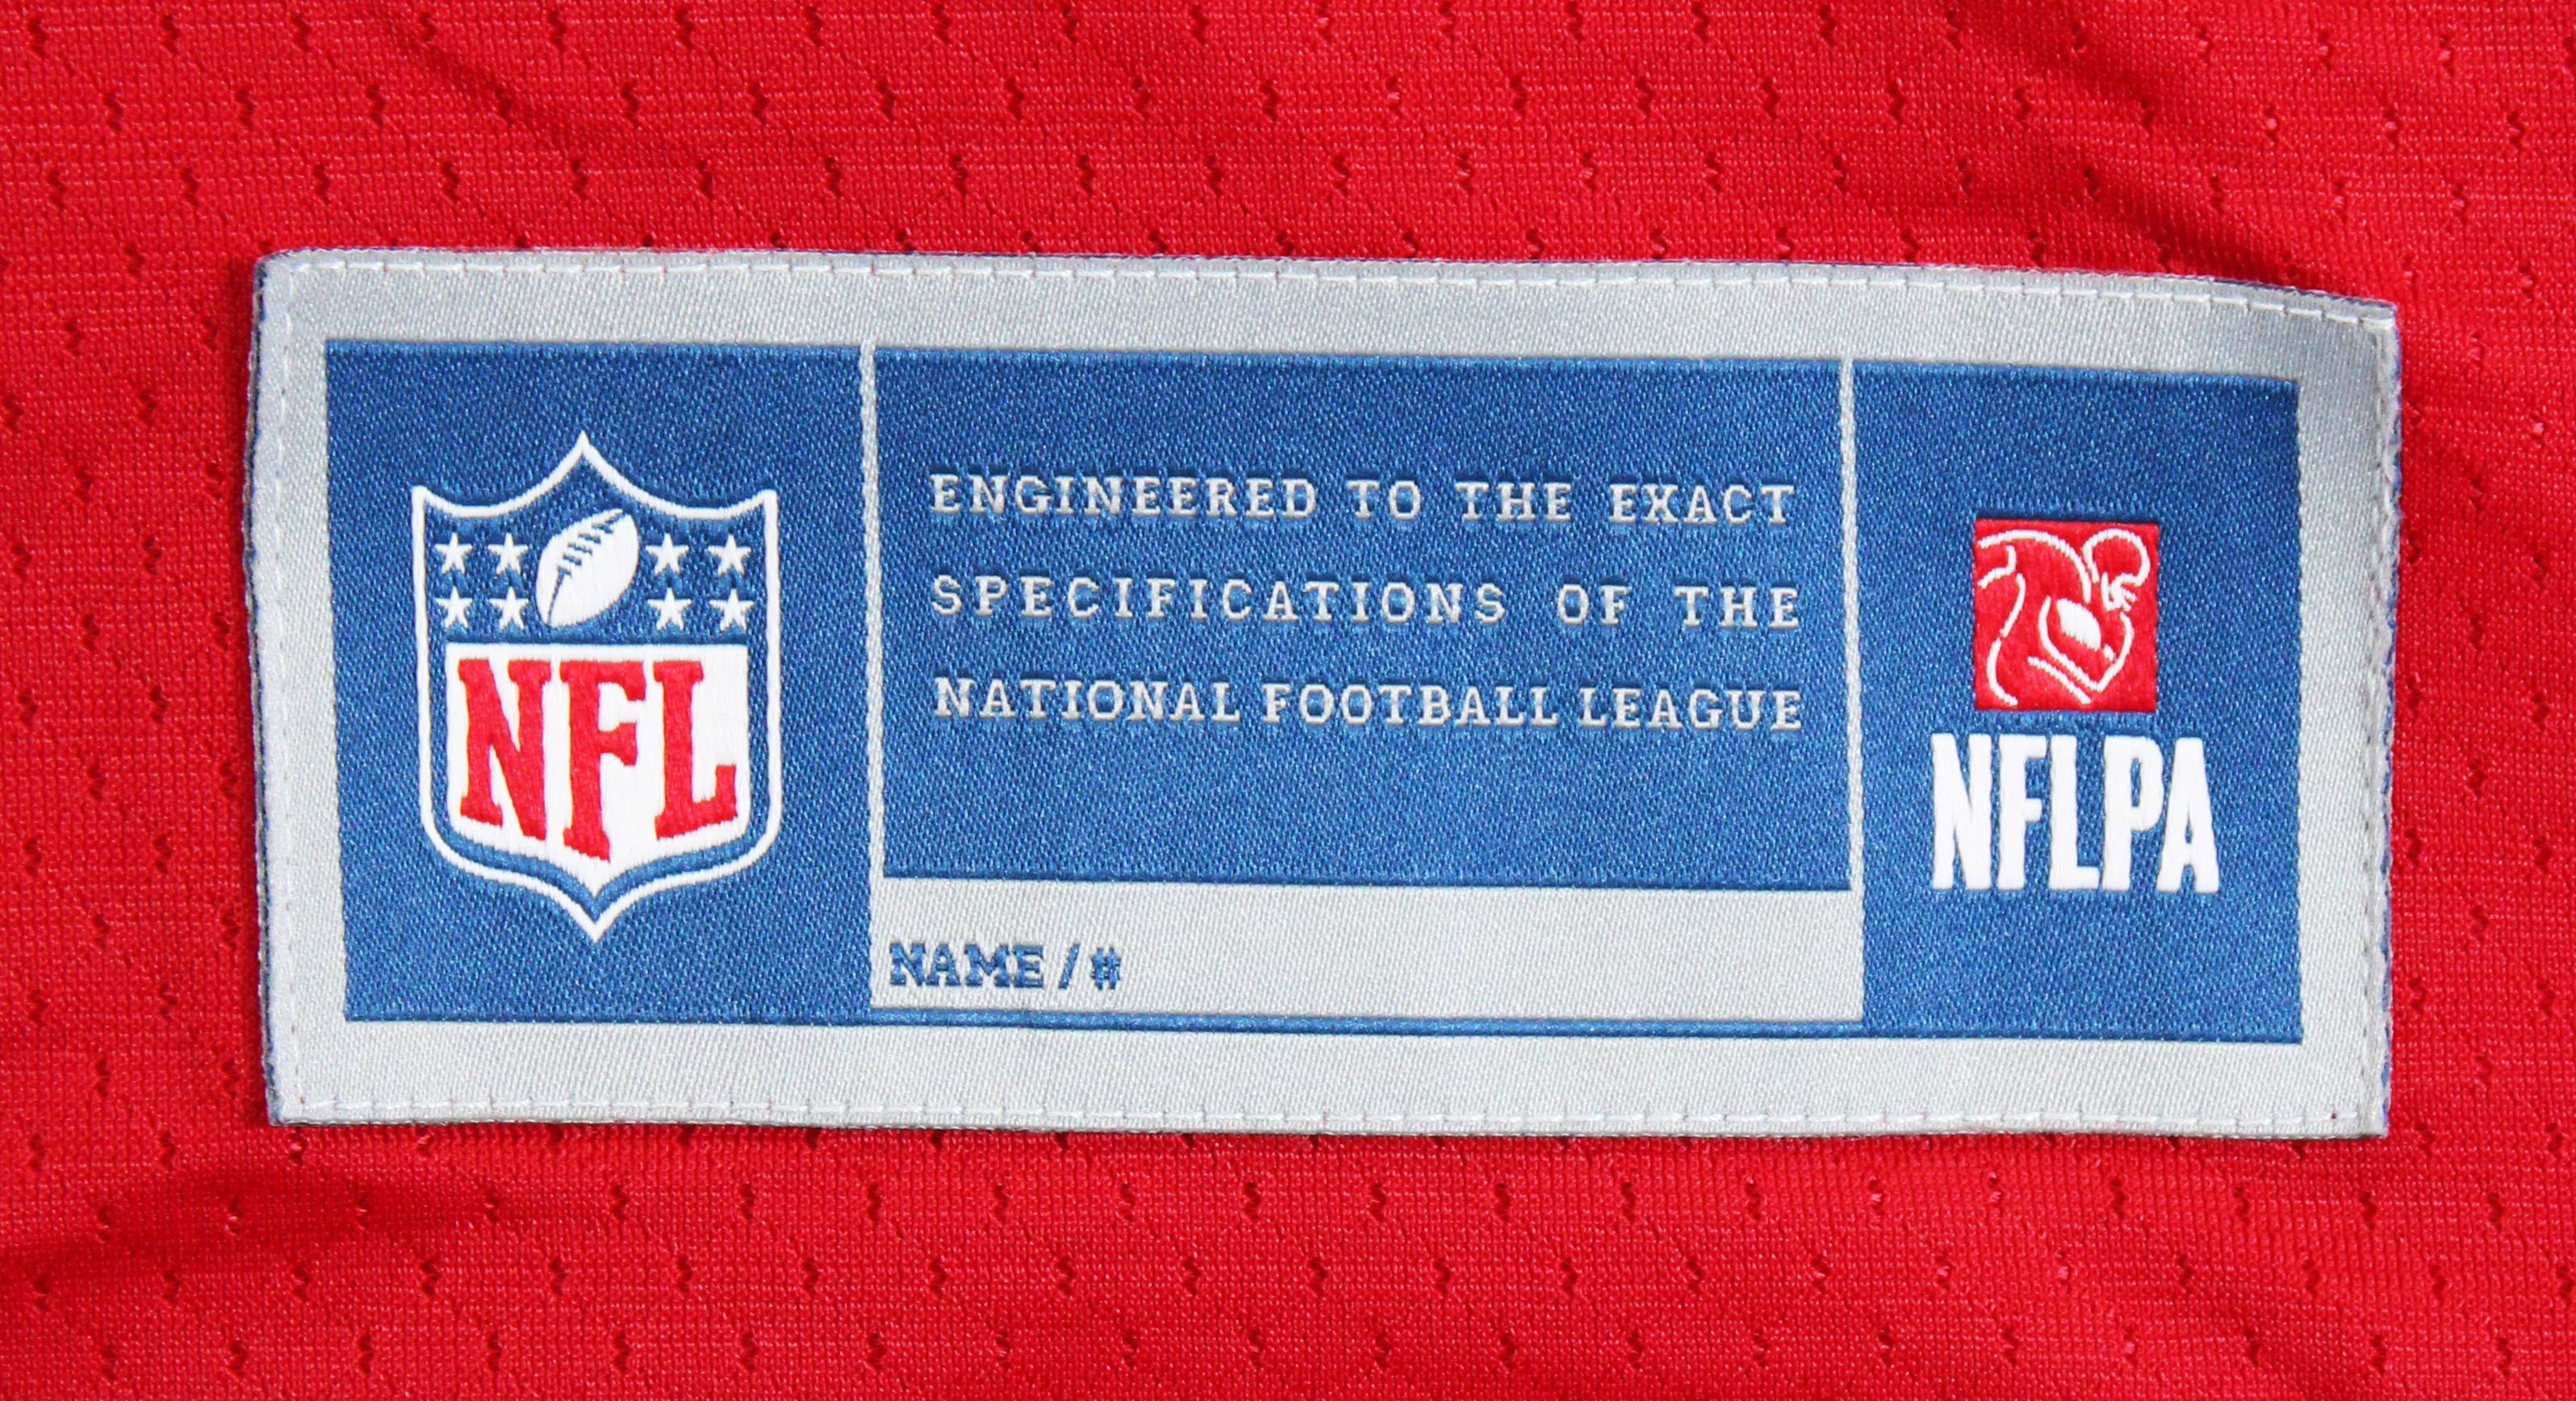 NFL
ENGINEERED TO THE EXACT
SPECIFICATIONS OF THE
NATIONAL FOOTBALL LEAGUE
NAME / #
NFLPA